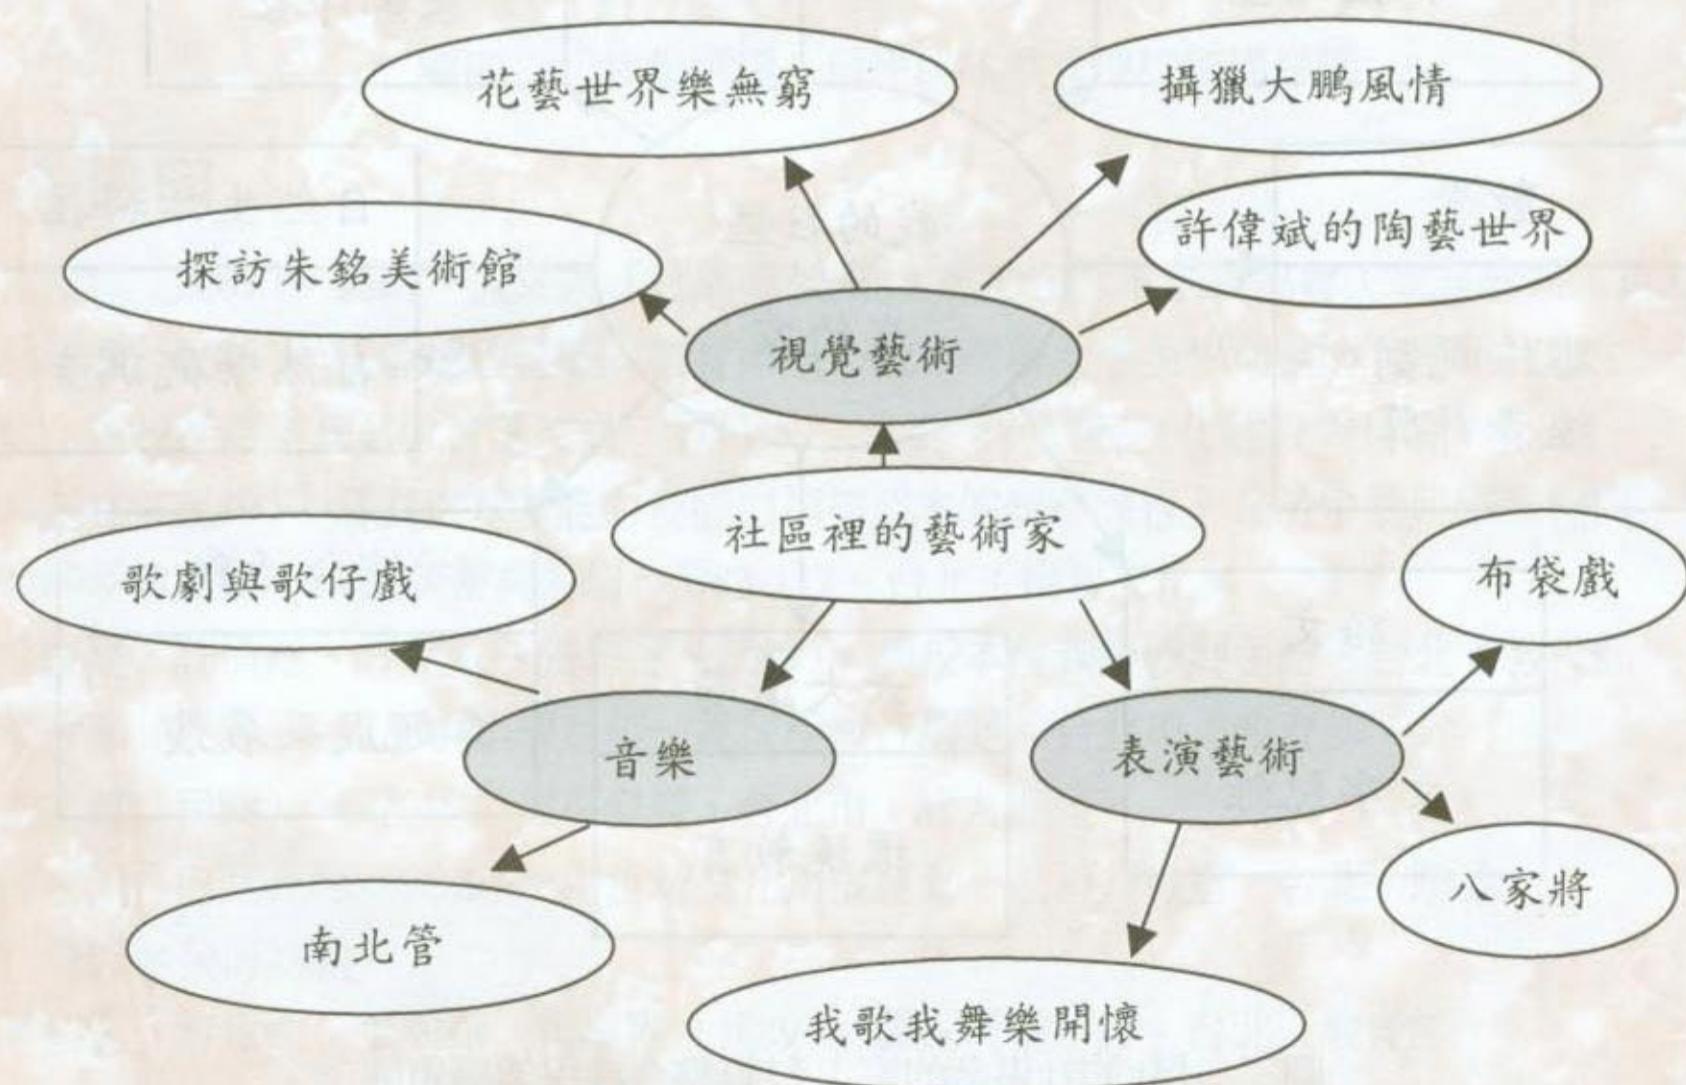 花藝世界樂無窮
攝獵大鵬風情
許偉斌的陶藝世界
探訪朱銘美術館
視覺藝術
社區裡的藝術家
歌劇與歌仔戲
布袋戲
音樂
表演藝術
八家將
南北管
我歌我舞樂開懷